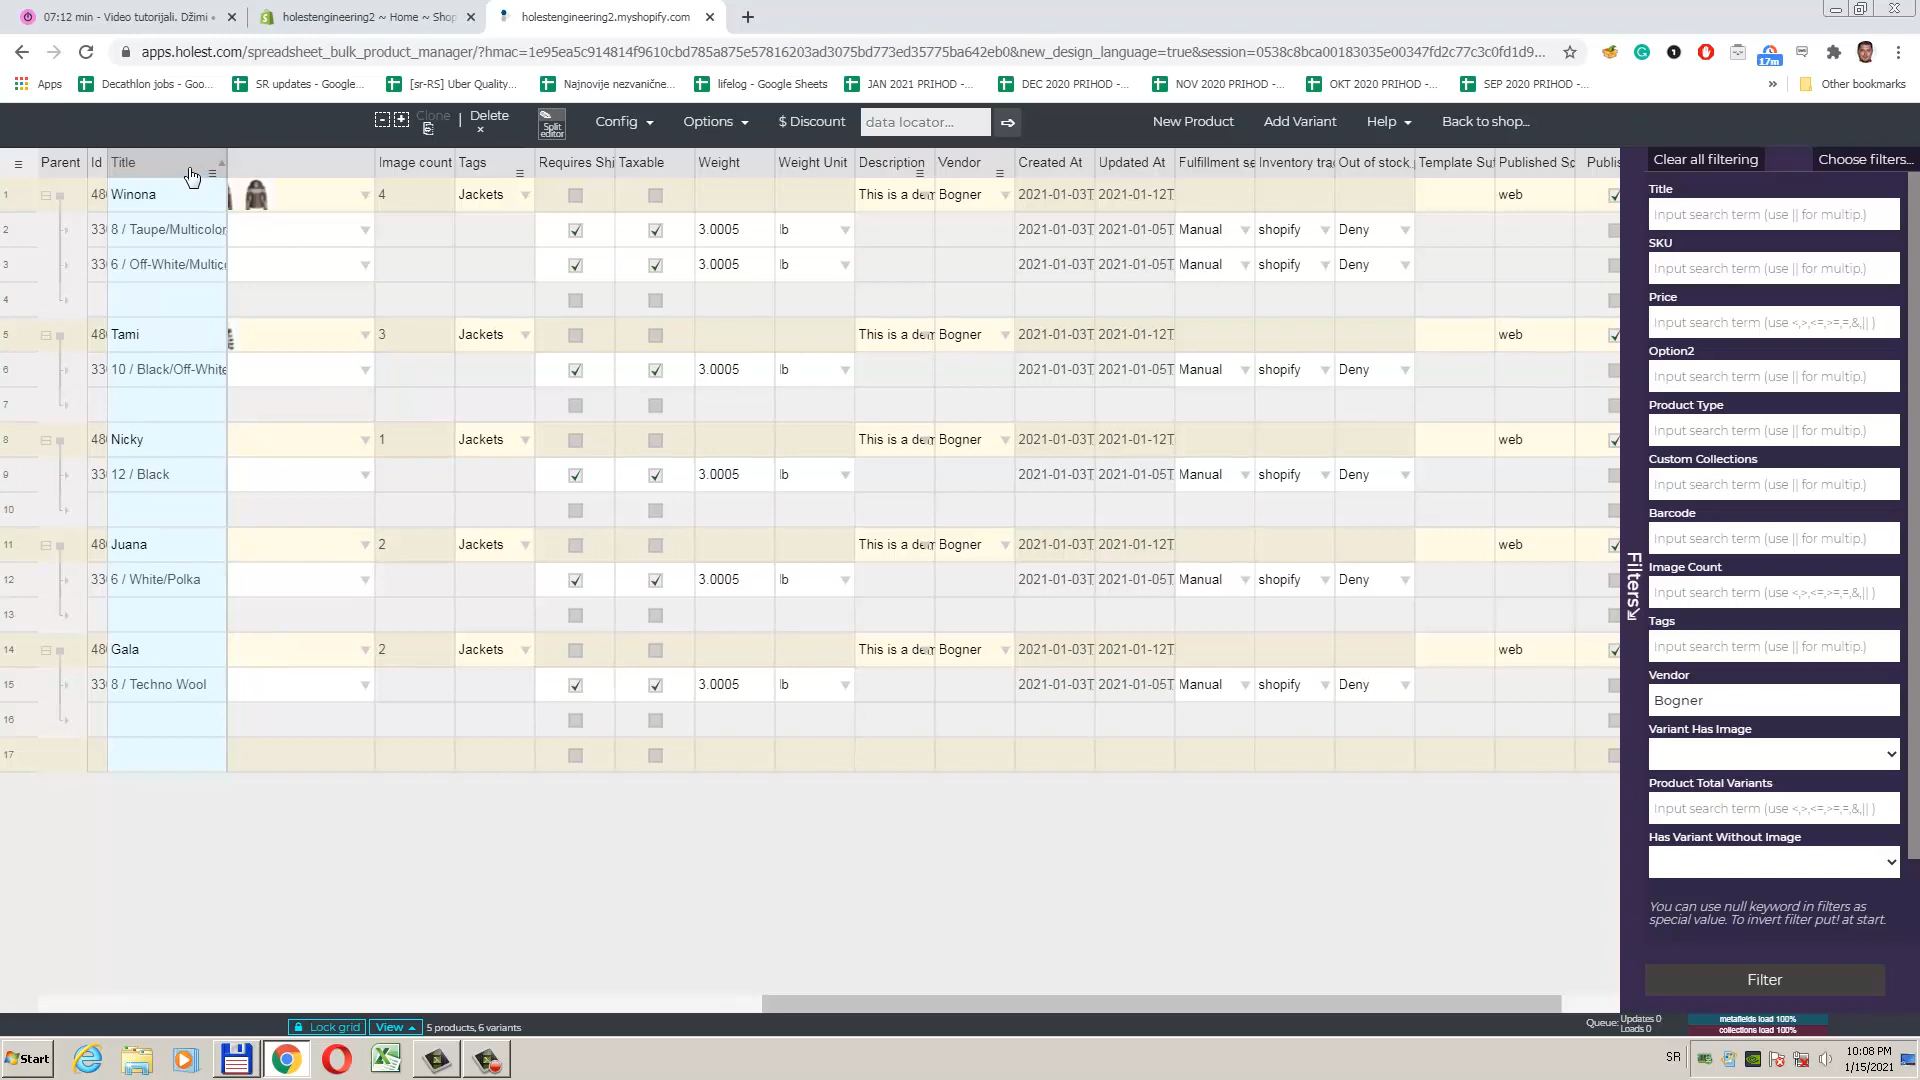 07:12 min - Video tutorijali. Džimi
holestengineering2 ~ Home ~ Shop
holestengineering2.myshopify.com
apps.holest.com/spreadsheet_bulk_product_manager/?hmac=1e95ea5c914814f9610cbd785a875e57816203ad3075bd773ed35775ba642eb0&new_design_language=true&session=0538c8bca00183035e00347fd2c77c3c0fd1d9...
17m
Apps Decathlon jobs - Goo... SR updates - Google... [sr-RS] Uber Quality... Najnovije nezvanične... lifelog - Google Sheets JAN 2021 PRIHOD -... DEC 2020 PRIHOD -... NOV 2020 PRIHOD -... OKT 2020 PRIHOD -... SEP 2020 PRIHOD -... » Other bookmarks
Clone | Delete Split editor Config Options $ Discount data locator... New Product Add Variant Help Back to shop...
Parent Id Title Image count Tags Requires Shi Taxable Weight Weight Unit Description Vendor Created At Updated At Fulfillment se Inventory tra Out of stock. Template Suf Published Sc Publis
1 48 Winona 4 Jackets This is a dem Bogner 2021-01-03T 2021-01-12T web
2 33 8 / Taupe/Multicolor 3.0005 lb 2021-01-03T 2021-01-05T Manual shopify Deny
3 33 6 / Off-White/Multic 3.0005 lb 2021-01-03T 2021-01-05T Manual shopify Deny
4
5 48 Tami 3 Jackets This is a dem Bogner 2021-01-03T 2021-01-12T web
6 33 10 / Black/Off-White 3.0005 lb 2021-01-03T 2021-01-05T Manual shopify Deny
7
8 48 Nicky 1 Jackets This is a dem Bogner 2021-01-03T 2021-01-12T web
9 33 12 / Black 3.0005 lb 2021-01-03T 2021-01-05T Manual shopify Deny
10
11 48 Juana 2 Jackets This is a dem Bogner 2021-01-03T 2021-01-12T web
12 33 6 / White/Polka 3.0005 lb 2021-01-03T 2021-01-05T Manual shopify Deny
13
14 48 Gala 2 Jackets This is a dem Bogner 2021-01-03T 2021-01-12T web
15 33 8 / Techno Wool 3.0005 lb 2021-01-03T 2021-01-05T Manual shopify Deny
16
17
Filters
Clear all filtering Choose filters...
Title
Input search term (use || for multip.)
SKU
Input search term (use || for multip.)
Price
Input search term (use <,>,<=,>=,=,&,|| )
Option2
Input search term (use || for multip.)
Product Type
Input search term (use || for multip.)
Custom Collections
Input search term (use || for multip.)
Barcode
Input search term (use || for multip.)
Image Count
Input search term (use <,>,<=,>=,=,&,|| )
Tags
Input search term (use || for multip.)
Vendor
Bogner
Variant Has Image
Product Total Variants
Input search term (use <,>,<=,>=,=,&,|| )
Has Variant Without Image
You can use null keyword in filters as
special value. To invert filter put! at start.
Filter
Lock grid View 5 products, 6 variants
Queue: Updates 0
Loads 0
metafields load 100%
collections load 100%
Start
SR
10:08 PM
1/15/2021